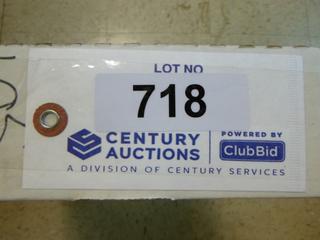 LOT NO
718
CENTURY
AUCTIONS
POWERED BY
ClubBid
A DIVISION OF CENTURY SERVICES